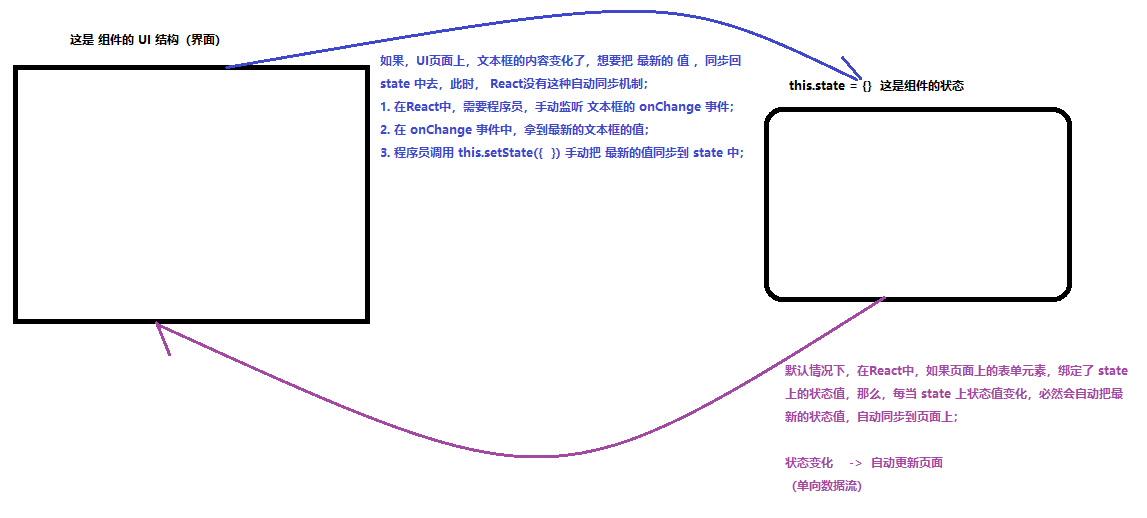 这是 组件的 UI 结构（界面）
如果，UI页面上，文本框的内容变化了，想要把 最新的 值 ，同步回
state 中去，此时， React没有这种自动同步机制；
1. 在React中，需要程序员，手动监听 文本框的 onChange 事件；
2. 在 onChange 事件中，拿到最新的文本框的值；
3. 程序员调用 this.setState({ }) 手动把 最新的值同步到 state 中；
this.state = {} 这是组件的状态
默认情况下，在React中，如果页面上的表单元素，绑定了 state
上的状态值，那么，每当 state 上状态值变化，必然会自动把最
新的状态值，自动同步到页面上；
状态变化 -> 自动更新页面
（单向数据流）